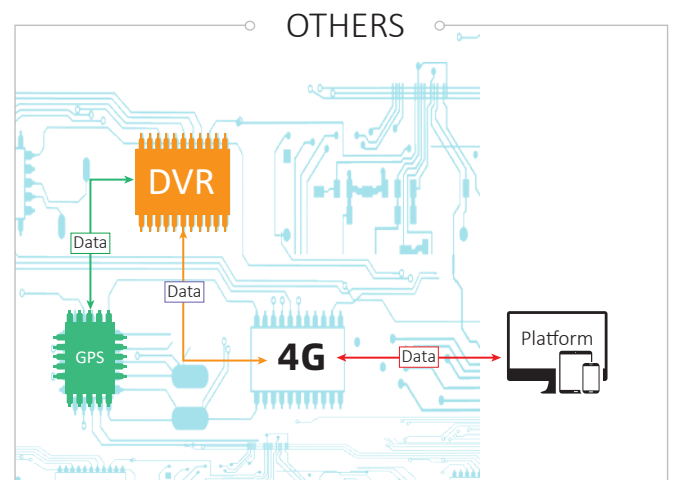 OTHERS
DVR
Data
Data
GPS
4G
Data
Platform